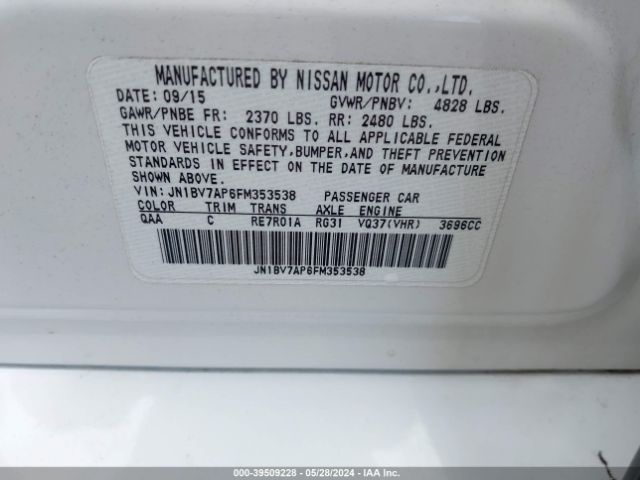 MANUFACTURED BY NISSAN MOTOR CO.,LTD.
DATE: 09/15 GVWR/PNBV: 4828 LBS.
GAWR/PNBE FR: 2370 LBS. RR: 2480 LBS.
THIS VEHICLE CONFORMS TO ALL APPLICABLE FEDERAL
MOTOR VEHICLE SAFETY, BUMPER, AND THEFT PREVENTION
STANDARDS IN EFFECT ON THE DATE OF MANUFACTURE
SHOWN ABOVE.
VIN: JN1BV7AP6FM353538 PASSENGER CAR
COLOR TRIM TRANS AXLE ENGINE
QAA C RE7R01A RG31 VQ37(VHR) 3696CC
JN1BV7AP6FM353538
000-39509228 - 05/28/2024 - IAA Inc.